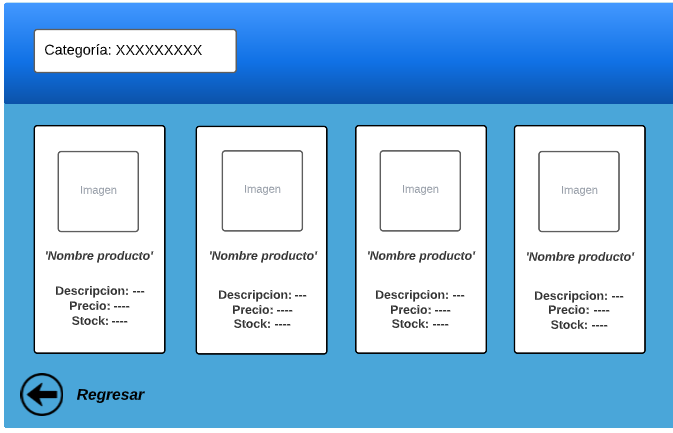 Categoría: XXXXXXXXX
Imagen
'Nombre producto'
Descripcion: ---
Precio: ----
Stock: ----
Imagen
'Nombre producto'
Descripcion: ---
Precio: ----
Stock: ----
Imagen
'Nombre producto'
Descripcion: ---
Precio: ----
Stock: ----
Imagen
'Nombre producto'
Descripcion: ---
Precio: ----
Stock: ----
Regresar